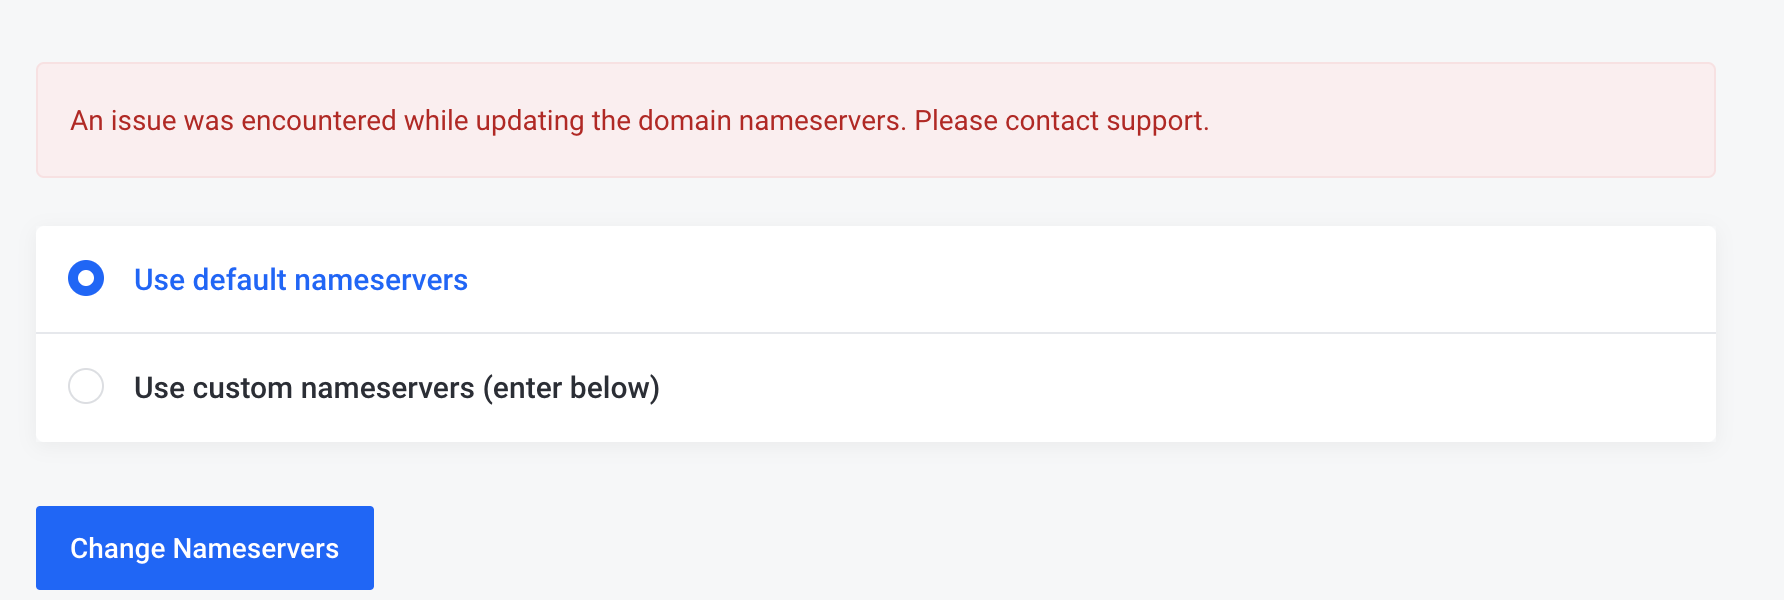 An issue was encountered while updating the domain nameservers. Please contact support.
Use default nameservers
Use custom nameservers (enter below)
Change Nameservers